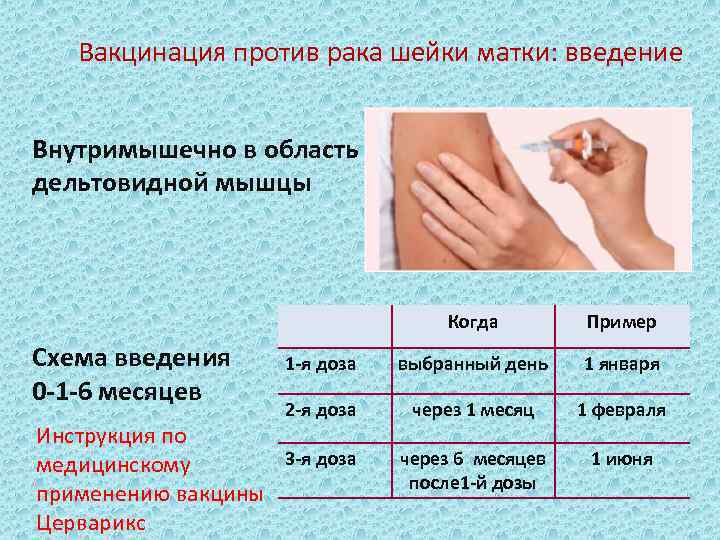 Вакцинация против рака шейки матки: введение
Внутримышечно в область
дельтовидной мышцы
Схема введения
0-1-6 месяцев
Инструкция по
медицинскому
применению вакцины
Церварикс
Когда Пример
1-я доза выбранный день 1 января
2-я доза через 1 месяц 1 февраля
3-я доза через 6 месяцев 1 июня
после1-й дозы